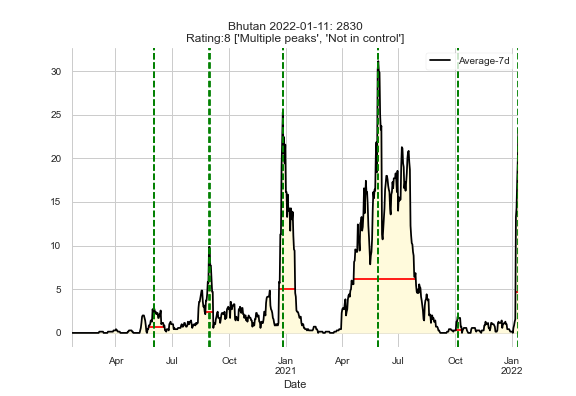 Bhutan 2022-01-11: 2830
Rating:8 ['Multiple peaks', 'Not in control']
Average-7d
30
25
20
15
10
5
0
Apr Jul Oct Jan Apr Jul Oct Jan
2021 2022
Date